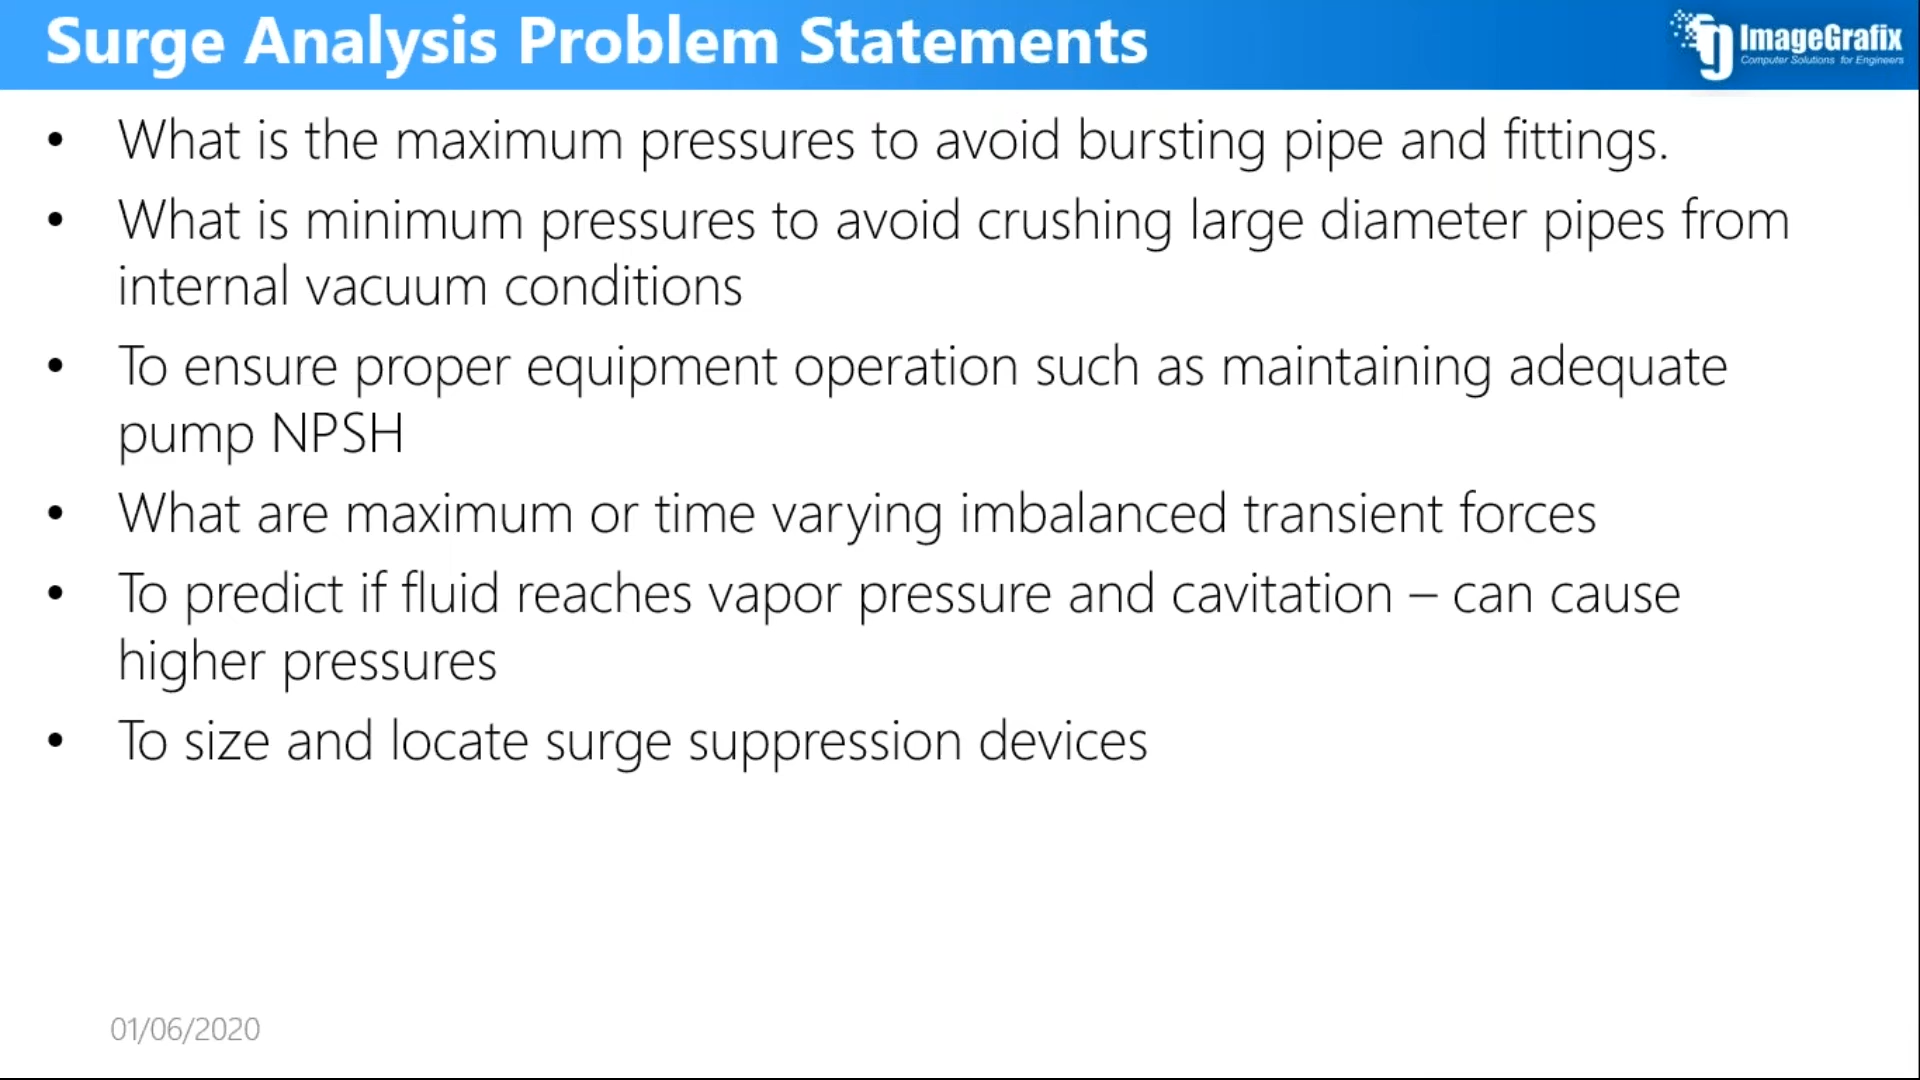 Surge Analysis Problem Statements
ImageGrafix
Computer Solutions for Engineers
• What is the maximum pressures to avoid bursting pipe and fittings.
• What is minimum pressures to avoid crushing large diameter pipes from
internal vacuum conditions
• To ensure proper equipment operation such as maintaining adequate
pump NPSH
• What are maximum or time varying imbalanced transient forces
• To predict if fluid reaches vapor pressure and cavitation – can cause
higher pressures
• To size and locate surge suppression devices
01/06/2020